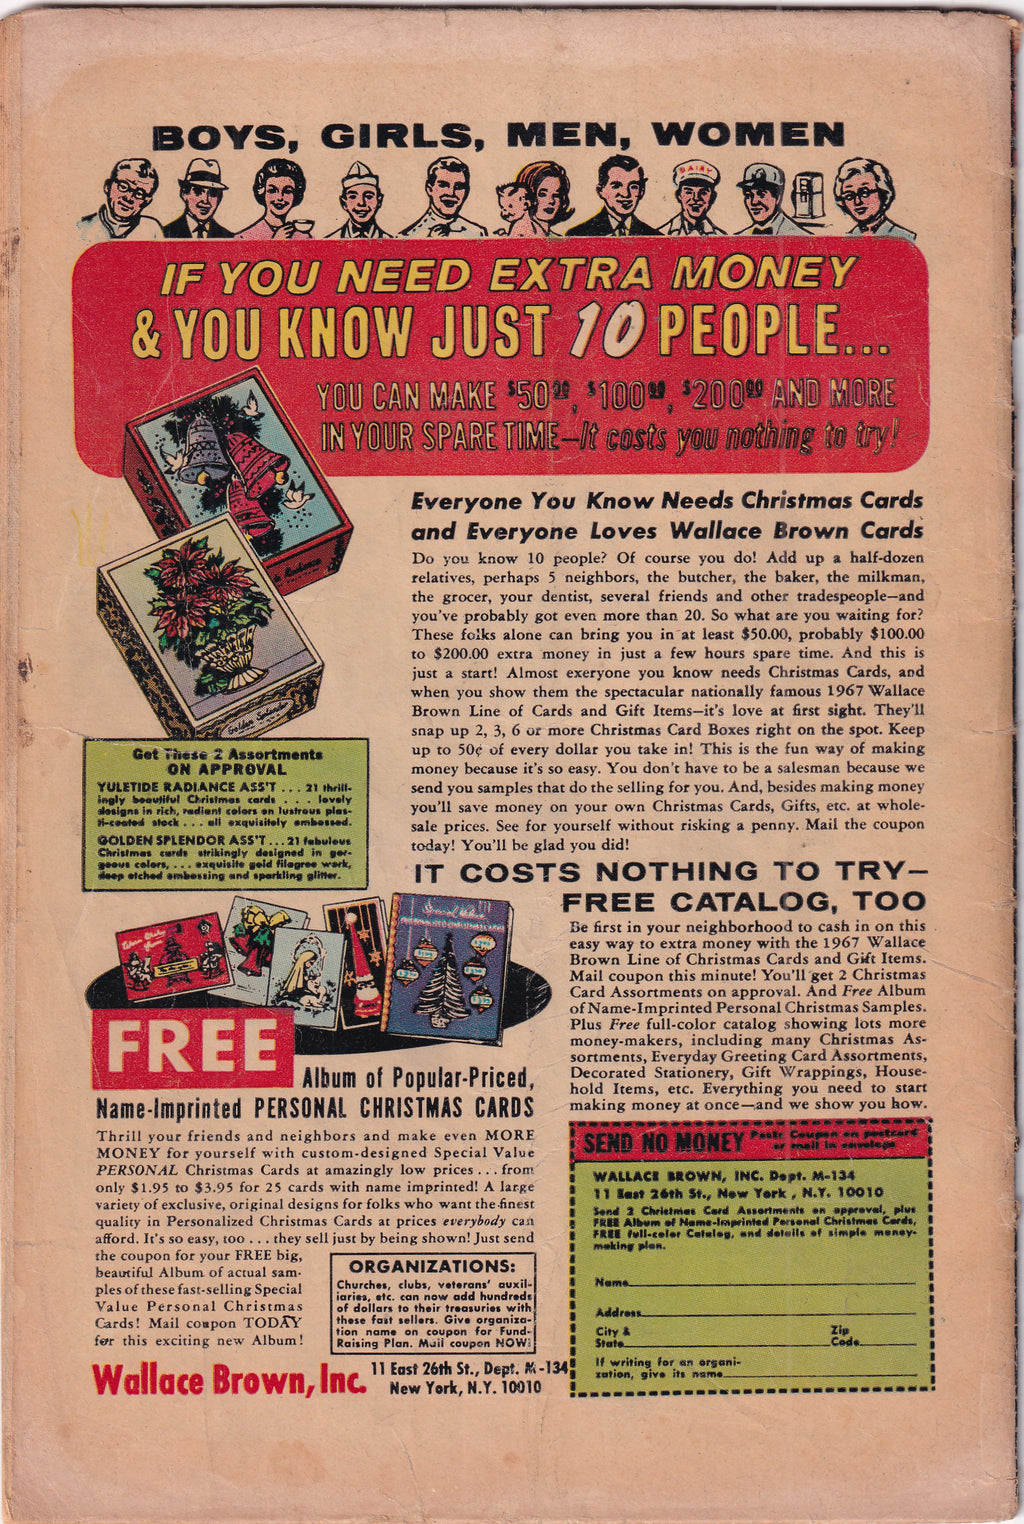 BOYS, GIRLS, MEN, WOMEN
DAIRY
IF YOU NEED EXTRA MONEY
& YOU KNOW JUST 10 PEOPLE...
YOU CAN MAKE $50.00, $100.00, $200.00 AND MORE
IN YOUR SPARE TIME—It costs you nothing to try!
Golden Splendor
Get These 2 Assortments
ON APPROVAL
YULETIDE RADIANCE ASS'T . . . 21 thrill-
ingly beautiful Christmas cards . . . lovely
designs in rich, radiant colors on lustrous plas-
ti-coated stock . . . all exquisitely embossed.
GOLDEN SPLENDOR ASS'T . . . 21 fabulous
Christmas cards strikingly designed in gor-
geous colors, . . . exquisite gold filagree work,
deep etched embossing and sparkling glitter.
Everyone You Know Needs Christmas Cards
and Everyone Loves Wallace Brown Cards
Do you know 10 people? Of course you do! Add up a half-dozen
relatives, perhaps 5 neighbors, the butcher, the baker, the milkman,
the grocer, your dentist, several friends and other tradespeople—and
you've probably got even more than 20. So what are you waiting for?
These folks alone can bring you in at least $50.00, probably $100.00
to $200.00 extra money in just a few hours spare time. And this is
just a start! Almost exeryone you know needs Christmas Cards, and
when you show them the spectacular nationally famous 1967 Wallace
Brown Line of Cards and Gift Items—it's love at first sight. They'll
snap up 2, 3, 6 or more Christmas Card Boxes right on the spot. Keep
up to 50¢ of every dollar you take in! This is the fun way of making
money because it's so easy. You don't have to be a salesman because we
send you samples that do the selling for you. And, besides making money
you'll save money on your own Christmas Cards, Gifts, etc. at whole-
sale prices. See for yourself without risking a penny. Mail the coupon
today! You'll be glad you did!
IT COSTS NOTHING TO TRY—
FREE CATALOG, TOO
Be first in your neighborhood to cash in on this
easy way to extra money with the 1967 Wallace
Brown Line of Christmas Cards and Gift Items.
Mail coupon this minute! You'll get 2 Christmas
Card Assortments on approval. And Free Album
of Name-Imprinted Personal Christmas Samples.
Plus Free full-color catalog showing lots more
money-makers, including many Christmas As-
sortments, Everyday Greeting Card Assortments,
Decorated Stationery, Gift Wrappings, House-
hold Items, etc. Everything you need to start
making money at once—and we show you how.
Special Value
FREE
Album of Popular-Priced,
Name-Imprinted PERSONAL CHRISTMAS CARDS
Thrill your friends and neighbors and make even MORE
MONEY for yourself with custom-designed Special Value
PERSONAL Christmas Cards at amazingly low prices . . . from
only $1.95 to $3.95 for 25 cards with name imprinted! A large
variety of exclusive, original designs for folks who want the finest
quality in Personalized Christmas Cards at prices everybody can
afford. It's so easy, too . . . they sell just by being shown! Just send
the coupon for your FREE big,
beautiful Album of actual sam-
ples of these fast-selling Special
Value Personal Christmas
Cards! Mail coupon TODAY
for this exciting new Album!
ORGANIZATIONS:
Churches, clubs, veterans' auxil-
iaries, etc. can now add hundreds
of dollars to their treasuries with
these fast sellers. Give organiza-
tion name on coupon for Fund-
Raising Plan. Mail coupon NOW!
Wallace Brown, Inc.
11 East 26th St., Dept. M-134
New York, N.Y. 10010
SEND NO MONEY Paste Coupon on postcard
or mail in envelope
WALLACE BROWN, INC. Dept. M-134
11 East 26th St., New York , N.Y. 10010
Send 2 Christmas Card Assortments on approval, plus
FREE Album of Name-Imprinted Personal Christmas Cards,
FREE full-color Catalog, and details of simple money-
making plan.
Name
Address
City &
State
Zip
Code
If writing for an organi-
zation, give its name